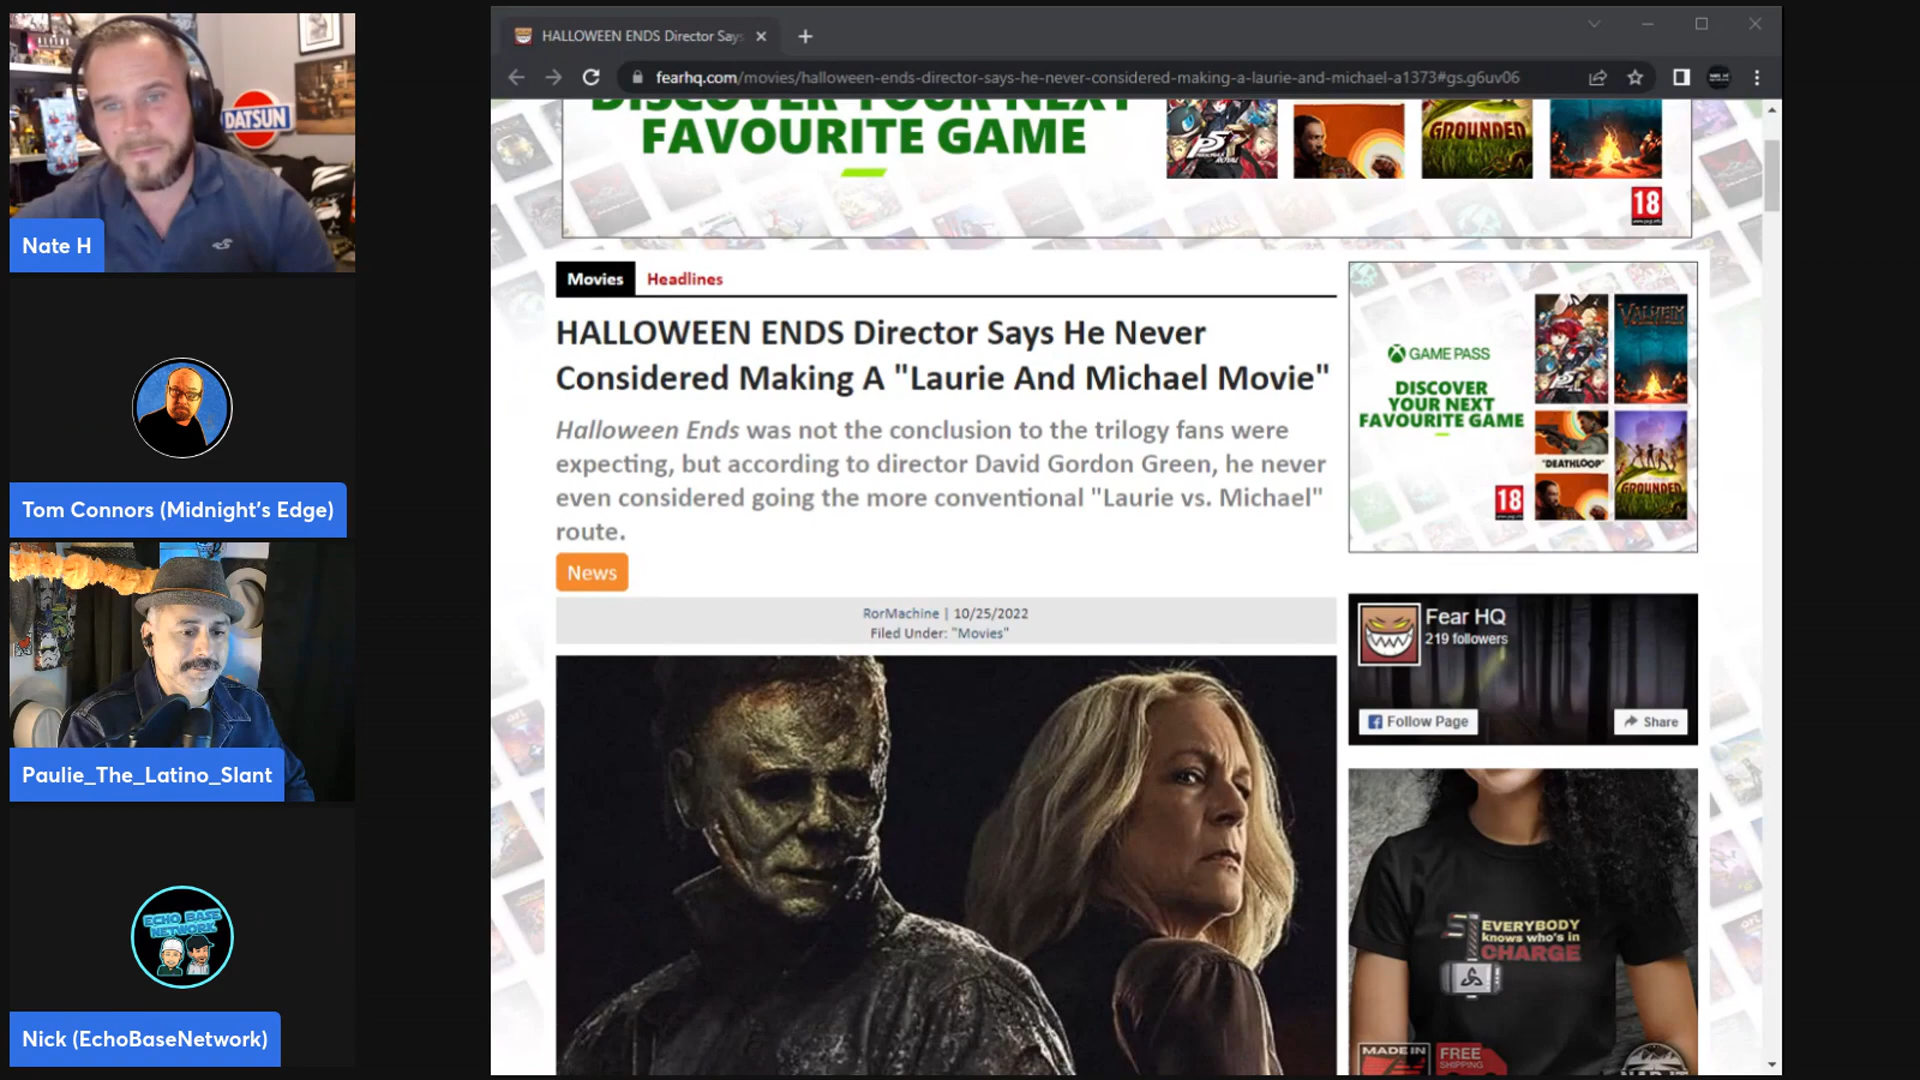 DATSUN
Nate H
Tom Connors (Midnight's Edge)
Paulie_The_Latino_Slant
ECHO BASE
NETWORK
Nick (EchoBaseNetwork)
HALLOWEEN ENDS Director Says
fearhq.com/movies/halloween-ends-director-says-he-never-considered-making-a-laurie-and-michael-a1373#gs.g6uv06
DISCOVER YOUR NEXT
FAVOURITE GAME
P5
ROYAL
GROUNDED
18
Movies
Headlines
HALLOWEEN ENDS Director Says He Never
Considered Making A "Laurie And Michael Movie"
Halloween Ends was not the conclusion to the trilogy fans were
expecting, but according to director David Gordon Green, he never
even considered going the more conventional "Laurie vs. Michael"
route.
News
RorMachine | 10/25/2022
Filed Under: "Movies"
GAME PASS
DISCOVER
YOUR NEXT
FAVOURITE GAME
18
P5
VALHEIM
"DEATHLOOP"
GROUNDED
Fear HQ
219 followers
Follow Page
Share
EVERYBODY
knows who's in
CHARGE
MADE IN
FREE
SHIPPING